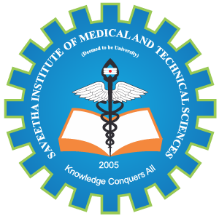 SAVEETHA INSTITUTE OF MEDICAL AND TECHNICAL SCIENCES
(Deemed to be University)
2005
Knowledge Conquers All